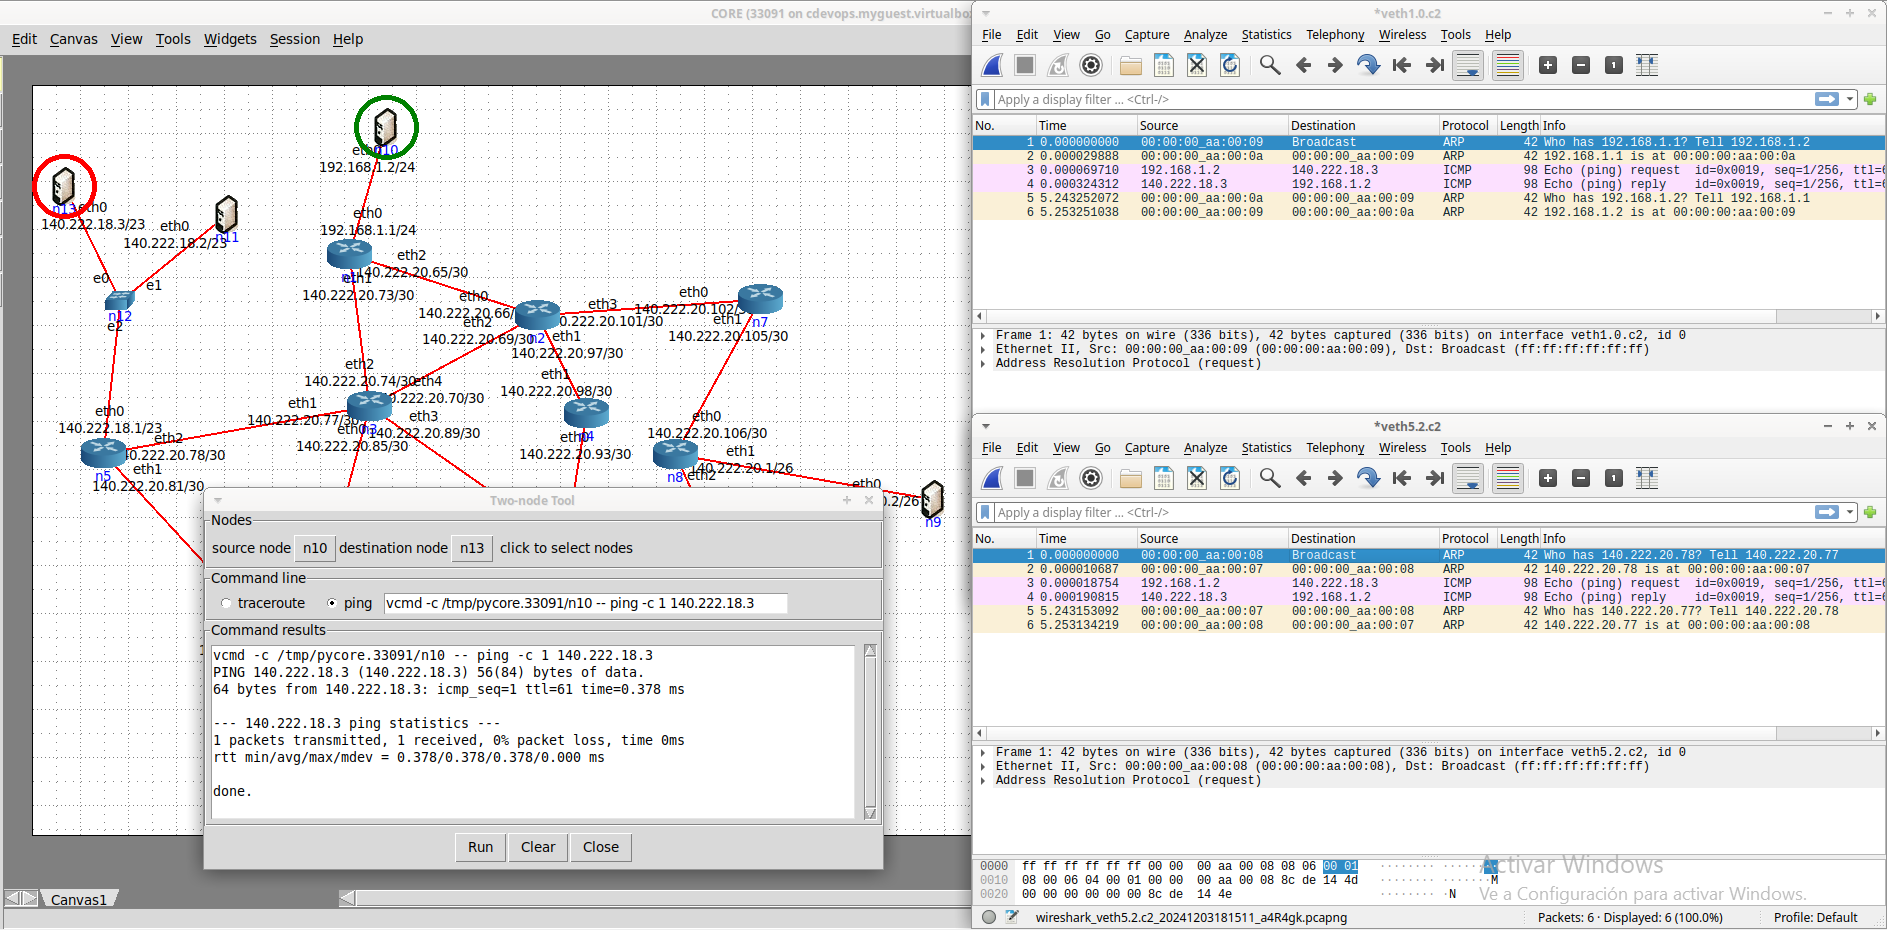 CORE (33091 on cdevops.myguest.virtualbo
Edit Canvas View Tools Widgets Session Help
n10
eth0
192.168.1.2/24
n13
eth0
140.222.18.3/23
eth0
140.222.18.2/23
n11
eth0
192.168.1.1/24
eth2
140.222.20.65/30
eth1
140.222.20.73/30
e0
e1
n12
e2
eth0
140.222.20.66/
eth2
140.222.20.69/30
n2
eth3
0.222.20.101/30
eth1
140.222.20.97/30
eth0
140.222.20.102/
eth1
n7
140.222.20.105/30
eth2
140.222.20.74/30
eth4
0.222.20.70/30
eth1
140.222.20.98/30
eth1
140.222.20.77/30
eth0
n3
140.222.20.85/30
eth3
140.222.20.89/30
eth0
n4
140.222.20.93/30
eth0
140.222.18.1/23
eth2
0.222.20.78/30
n5
eth1
140.222.20.81/30
eth0
140.222.20.106/30
eth1
140.222.20.1/26
n8
eth2
eth0
0.2/26
n9
Two-node Tool
Nodes
source node n10 destination node n13 click to select nodes
Command line
traceroute ping vcmd -c /tmp/pycore.33091/n10 -- ping -c 1 140.222.18.3
Command results
vcmd -c /tmp/pycore.33091/n10 -- ping -c 1 140.222.18.3
PING 140.222.18.3 (140.222.18.3) 56(84) bytes of data.
64 bytes from 140.222.18.3: icmp_seq=1 ttl=61 time=0.378 ms
--- 140.222.18.3 ping statistics ---
1 packets transmitted, 1 received, 0% packet loss, time 0ms
rtt min/avg/max/mdev = 0.378/0.378/0.378/0.000 ms
done.
Run Clear Close
Canvas1
*veth1.0.c2
File Edit View Go Capture Analyze Statistics Telephony Wireless Tools Help
Apply a display filter ... <Ctrl-/>
No. Time Source Destination Protocol Length Info
1 0.000000000 00:00:00_aa:00:09 Broadcast ARP 42 Who has 192.168.1.1? Tell 192.168.1.2
2 0.000029888 00:00:00_aa:00:0a 00:00:00_aa:00:09 ARP 42 192.168.1.1 is at 00:00:00:aa:00:0a
3 0.000069710 192.168.1.2 140.222.18.3 ICMP 98 Echo (ping) request id=0x0019, seq=1/256, ttl=6
4 0.000324312 140.222.18.3 192.168.1.2 ICMP 98 Echo (ping) reply id=0x0019, seq=1/256, ttl=6
5 5.243252072 00:00:00_aa:00:0a 00:00:00_aa:00:09 ARP 42 Who has 192.168.1.2? Tell 192.168.1.1
6 5.253251038 00:00:00_aa:00:09 00:00:00_aa:00:0a ARP 42 192.168.1.2 is at 00:00:00:aa:00:09
Frame 1: 42 bytes on wire (336 bits), 42 bytes captured (336 bits) on interface veth1.0.c2, id 0
Ethernet II, Src: 00:00:00_aa:00:09 (00:00:00:aa:00:09), Dst: Broadcast (ff:ff:ff:ff:ff:ff)
Address Resolution Protocol (request)
*veth5.2.c2
File Edit View Go Capture Analyze Statistics Telephony Wireless Tools Help
Apply a display filter ... <Ctrl-/>
No. Time Source Destination Protocol Length Info
1 0.000000000 00:00:00_aa:00:08 Broadcast ARP 42 Who has 140.222.20.78? Tell 140.222.20.77
2 0.000010687 00:00:00_aa:00:07 00:00:00_aa:00:08 ARP 42 140.222.20.78 is at 00:00:00:aa:00:07
3 0.000018754 192.168.1.2 140.222.18.3 ICMP 98 Echo (ping) request id=0x0019, seq=1/256, ttl=6
4 0.000190815 140.222.18.3 192.168.1.2 ICMP 98 Echo (ping) reply id=0x0019, seq=1/256, ttl=6
5 5.243153092 00:00:00_aa:00:07 00:00:00_aa:00:08 ARP 42 Who has 140.222.20.77? Tell 140.222.20.78
6 5.253134219 00:00:00_aa:00:08 00:00:00_aa:00:07 ARP 42 140.222.20.77 is at 00:00:00:aa:00:08
Frame 1: 42 bytes on wire (336 bits), 42 bytes captured (336 bits) on interface veth5.2.c2, id 0
Ethernet II, Src: 00:00:00_aa:00:08 (00:00:00:aa:00:08), Dst: Broadcast (ff:ff:ff:ff:ff:ff)
Address Resolution Protocol (request)
0000 ff ff ff ff ff ff 00 00 00 aa 00 08 08 06 00 01
0010 08 00 06 04 00 01 00 00 00 aa 00 08 8c de 14 4d ·······M
0020 00 00 00 00 00 00 8c de 14 4e ········ ·N
Activar Windows
Ve a Configuración para activar Windows.
wireshark_veth5.2.c2_20241203181511_a4R4gk.pcapng Packets: 6 · Displayed: 6 (100.0%) Profile: Default